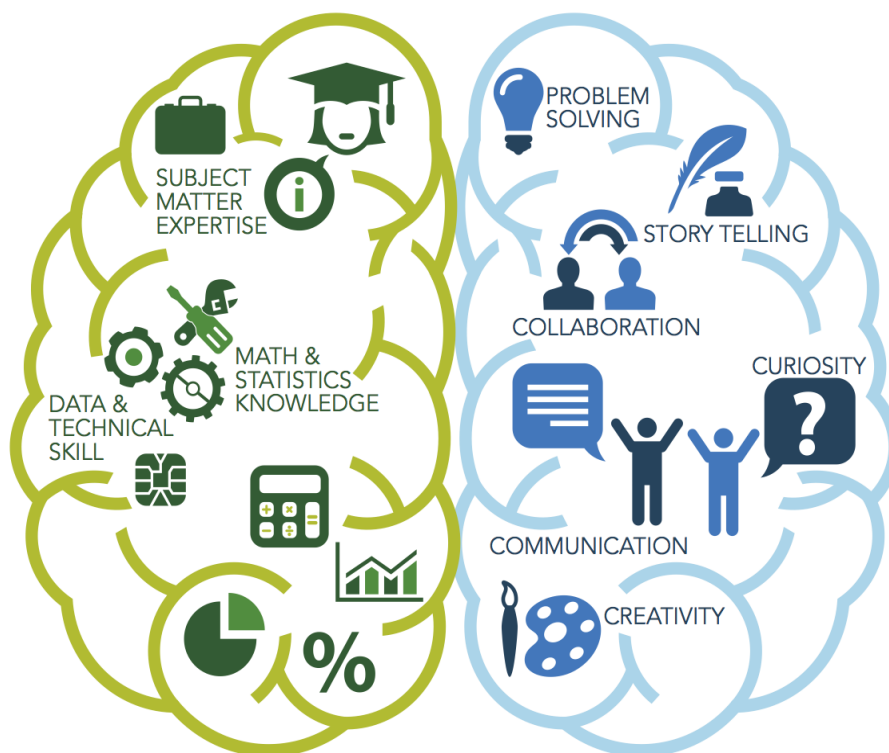 SUBJECT
MATTER
EXPERTISE
i
MATH &
STATISTICS
KNOWLEDGE
DATA &
TECHNICAL
SKILL
+ ×
− ÷ =
%
PROBLEM
SOLVING
STORY TELLING
COLLABORATION
CURIOSITY
?
COMMUNICATION
CREATIVITY